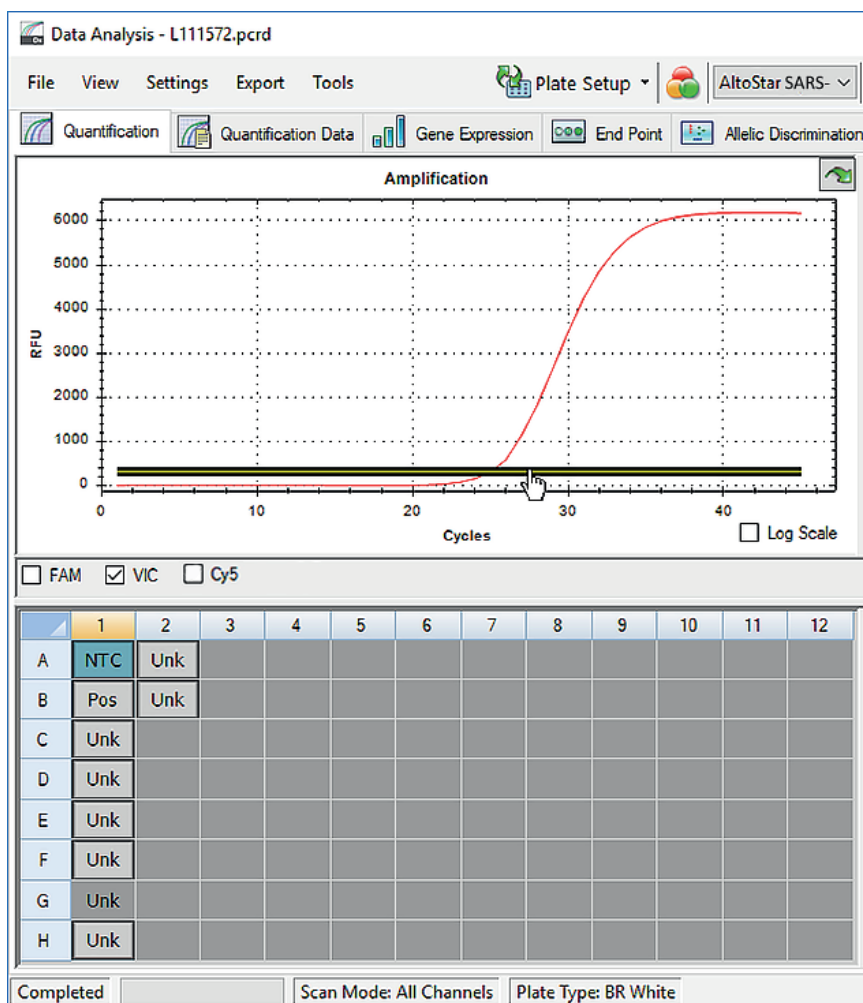 Data Analysis - L111572.pcrd
File View Settings Export Tools Plate Setup AltoStar SARS-
Quantification Quantification Data Gene Expression End Point Allelic Discrimination
Amplification
6000
5000
4000
3000
2000
1000
0
RFU
0 10 20 30 40
Cycles
Log Scale
FAM VIC Cy5
1 2 3 4 5 6 7 8 9 10 11 12
A NTC Unk
B Pos Unk
C Unk
D Unk
E Unk
F Unk
G Unk
H Unk
Completed Scan Mode: All Channels Plate Type: BR White